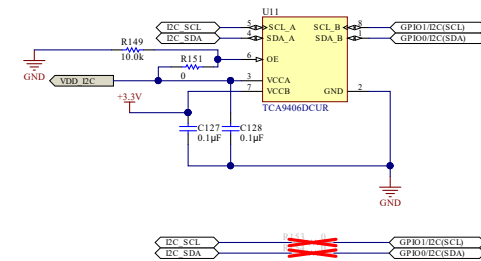 U11
I2C_SCL 5 SCL_A SCL_B 8 GPIO1/I2C(SCL)
I2C_SDA 4 SDA_A SDA_B 1 GPIO0/I2C(SDA)
R149
10.0k
6 OE
R151
0
GND
VDD_I2C
3 VCCA
7 VCCB GND 2
+3.3V
TCA9406DCUR
C127
0.1µF
C128
0.1µF
GND
R153 0
I2C_SCL GPIO1/I2C(SCL)
I2C_SDA GPIO0/I2C(SDA)